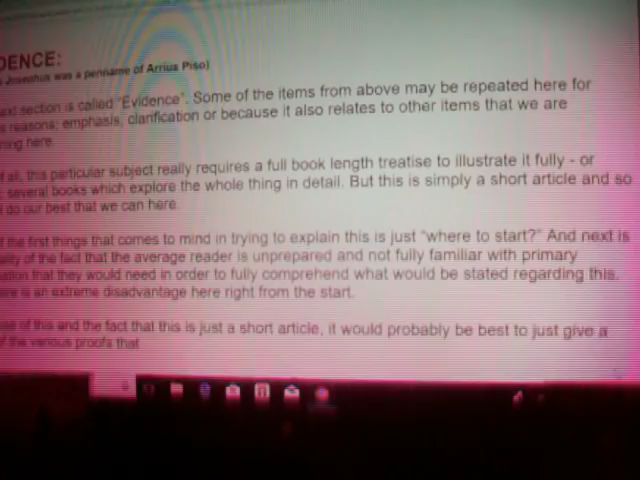 DENCE:
Josephus was a penname of Arrius Piso)
ext section is called "Evidence". Some of the items from above may be repeated here for
s reasons; emphasis, clarification or because it also relates to other items that we are
ning here.
f all, this particular subject really requires a full book length treatise to illustrate it fully - or
several books which explore the whole thing in detail. But this is simply a short article and so
do our best that we can here.
f the first things that comes to mind in trying to explain this is just "where to start?" And next is
ality of the fact that the average reader is unprepared and not fully familiar with primary
ation that they would need in order to fully comprehend what would be stated regarding this.
ere is an extreme disadvantage here right from the start.
se of this and the fact that this is just a short article, it would probably be best to just give a
f the various proofs that